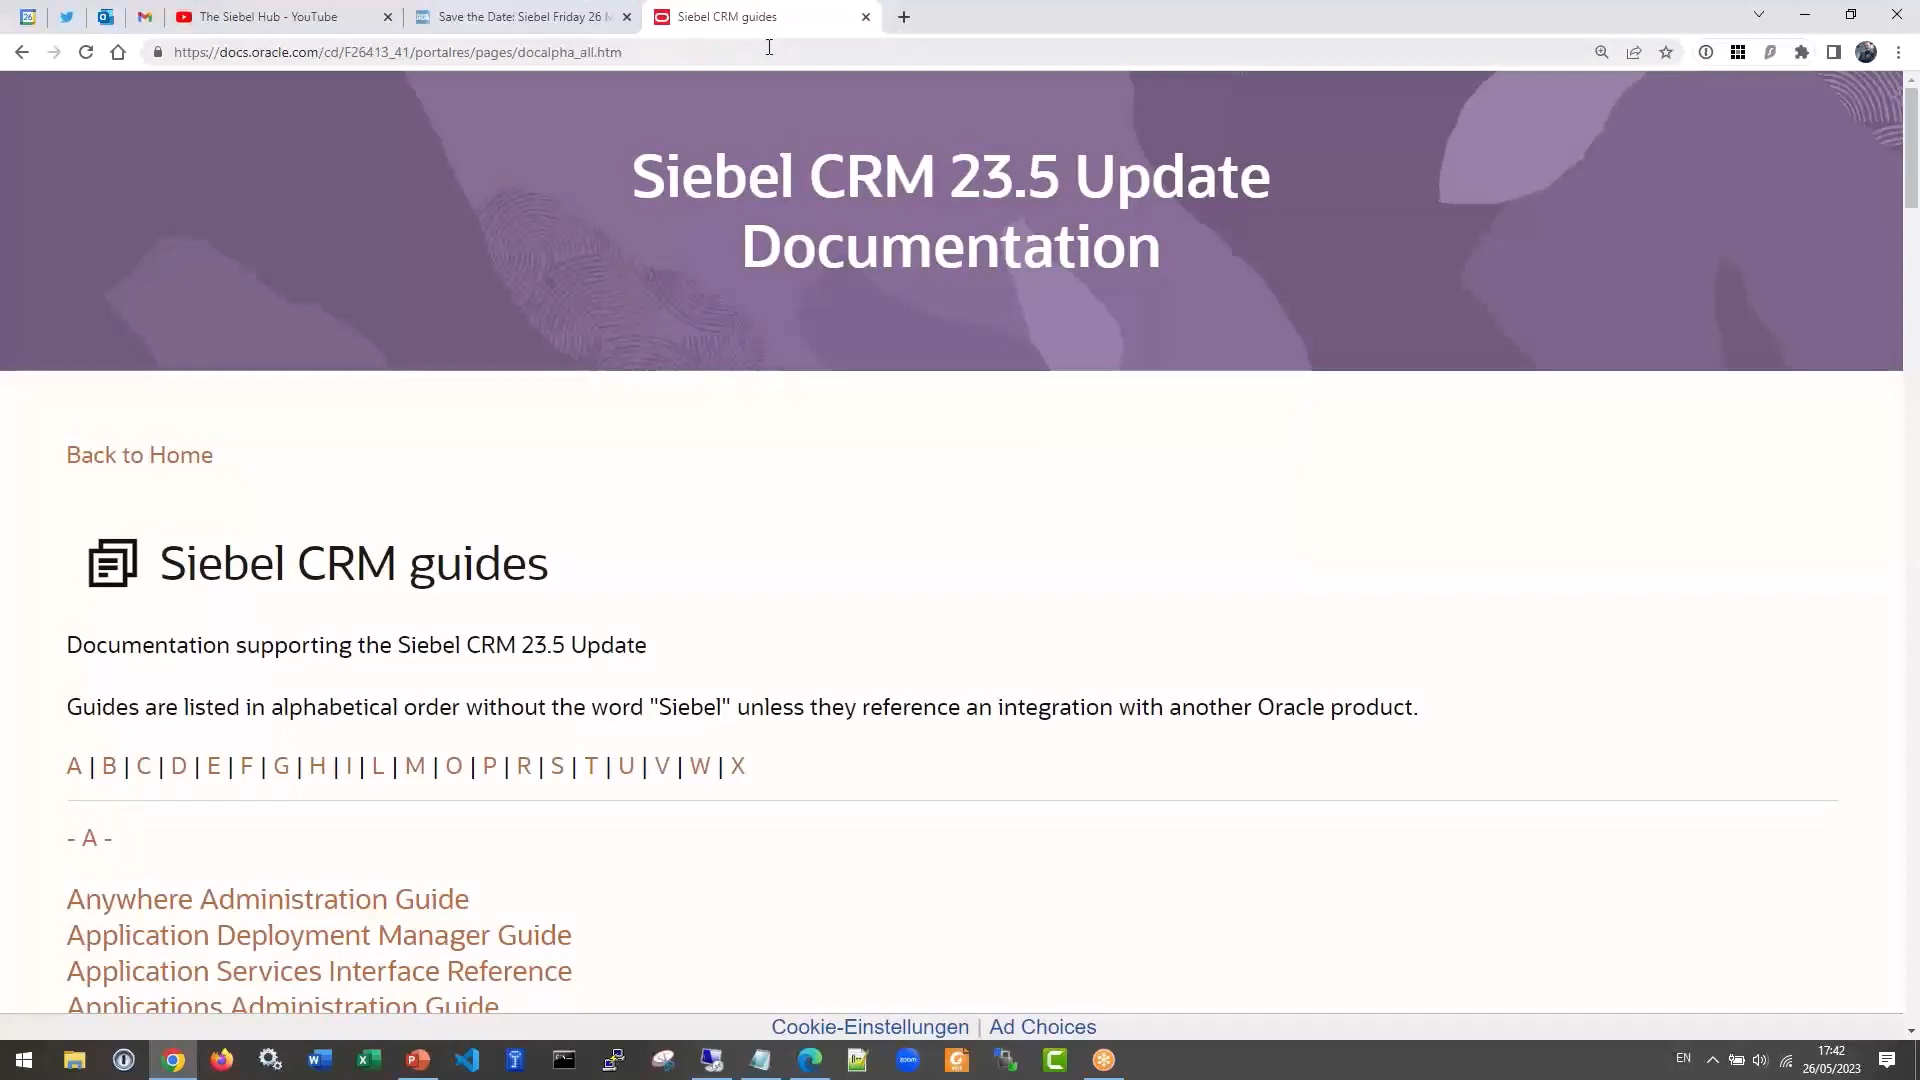 The Siebel Hub - YouTube
Save the Date: Siebel Friday 26
Siebel CRM guides
https://docs.oracle.com/cd/F26413_41/portalres/pages/docalpha_all.htm
Siebel CRM 23.5 Update
Documentation
Back to Home
Siebel CRM guides
Documentation supporting the Siebel CRM 23.5 Update
Guides are listed in alphabetical order without the word "Siebel" unless they reference an integration with another Oracle product.
A | B | C | D | E | F | G | H | I | L | M | O | P | R | S | T | U | V | W | X
- A -
Anywhere Administration Guide
Application Deployment Manager Guide
Application Services Interface Reference
Applications Administration Guide
Cookie-Einstellungen | Ad Choices
EN
17:42
26/05/2023